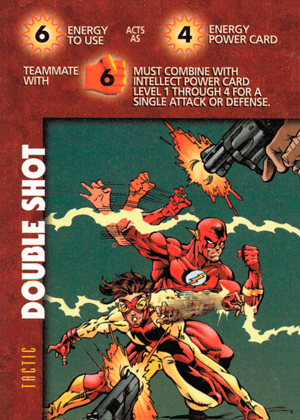 6 ENERGY TO USE ACTS AS 4 ENERGY POWER CARD
TEAMMATE WITH 6 MUST COMBINE WITH
INTELLECT POWER CARD
LEVEL 1 THROUGH 4 FOR A
SINGLE ATTACK OR DEFENSE.
TACTIC
DOUBLE SHOT